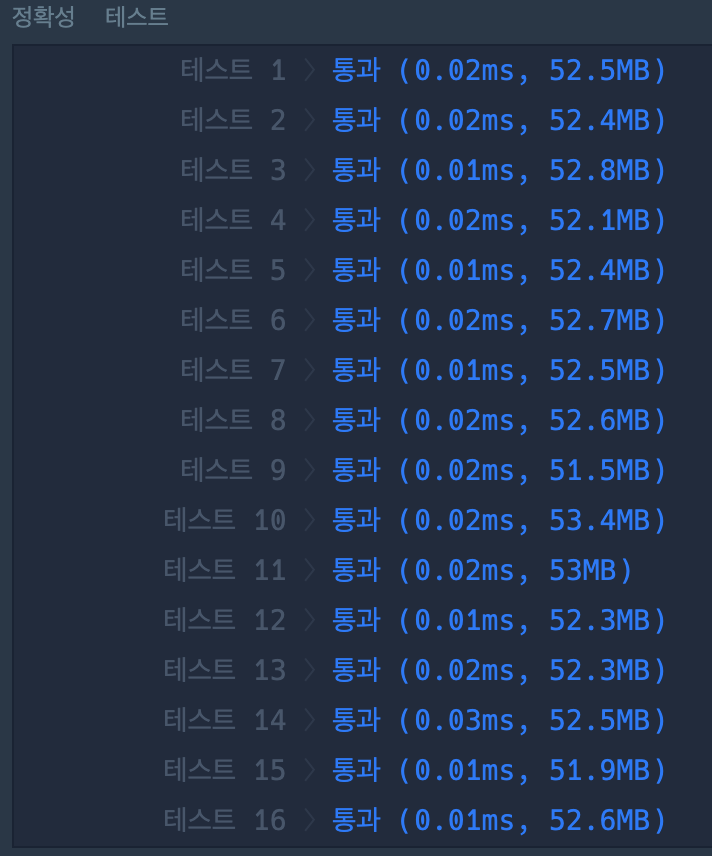 정확성 테스트
테스트 1 〉 통과 (0.02ms, 52.5MB)
테스트 2 〉 통과 (0.02ms, 52.4MB)
테스트 3 〉 통과 (0.01ms, 52.8MB)
테스트 4 〉 통과 (0.02ms, 52.1MB)
테스트 5 〉 통과 (0.01ms, 52.4MB)
테스트 6 〉 통과 (0.02ms, 52.7MB)
테스트 7 〉 통과 (0.01ms, 52.5MB)
테스트 8 〉 통과 (0.02ms, 52.6MB)
테스트 9 〉 통과 (0.02ms, 51.5MB)
테스트 10 〉 통과 (0.02ms, 53.4MB)
테스트 11 〉 통과 (0.02ms, 53MB)
테스트 12 〉 통과 (0.01ms, 52.3MB)
테스트 13 〉 통과 (0.02ms, 52.3MB)
테스트 14 〉 통과 (0.03ms, 52.5MB)
테스트 15 〉 통과 (0.01ms, 51.9MB)
테스트 16 〉 통과 (0.01ms, 52.6MB)